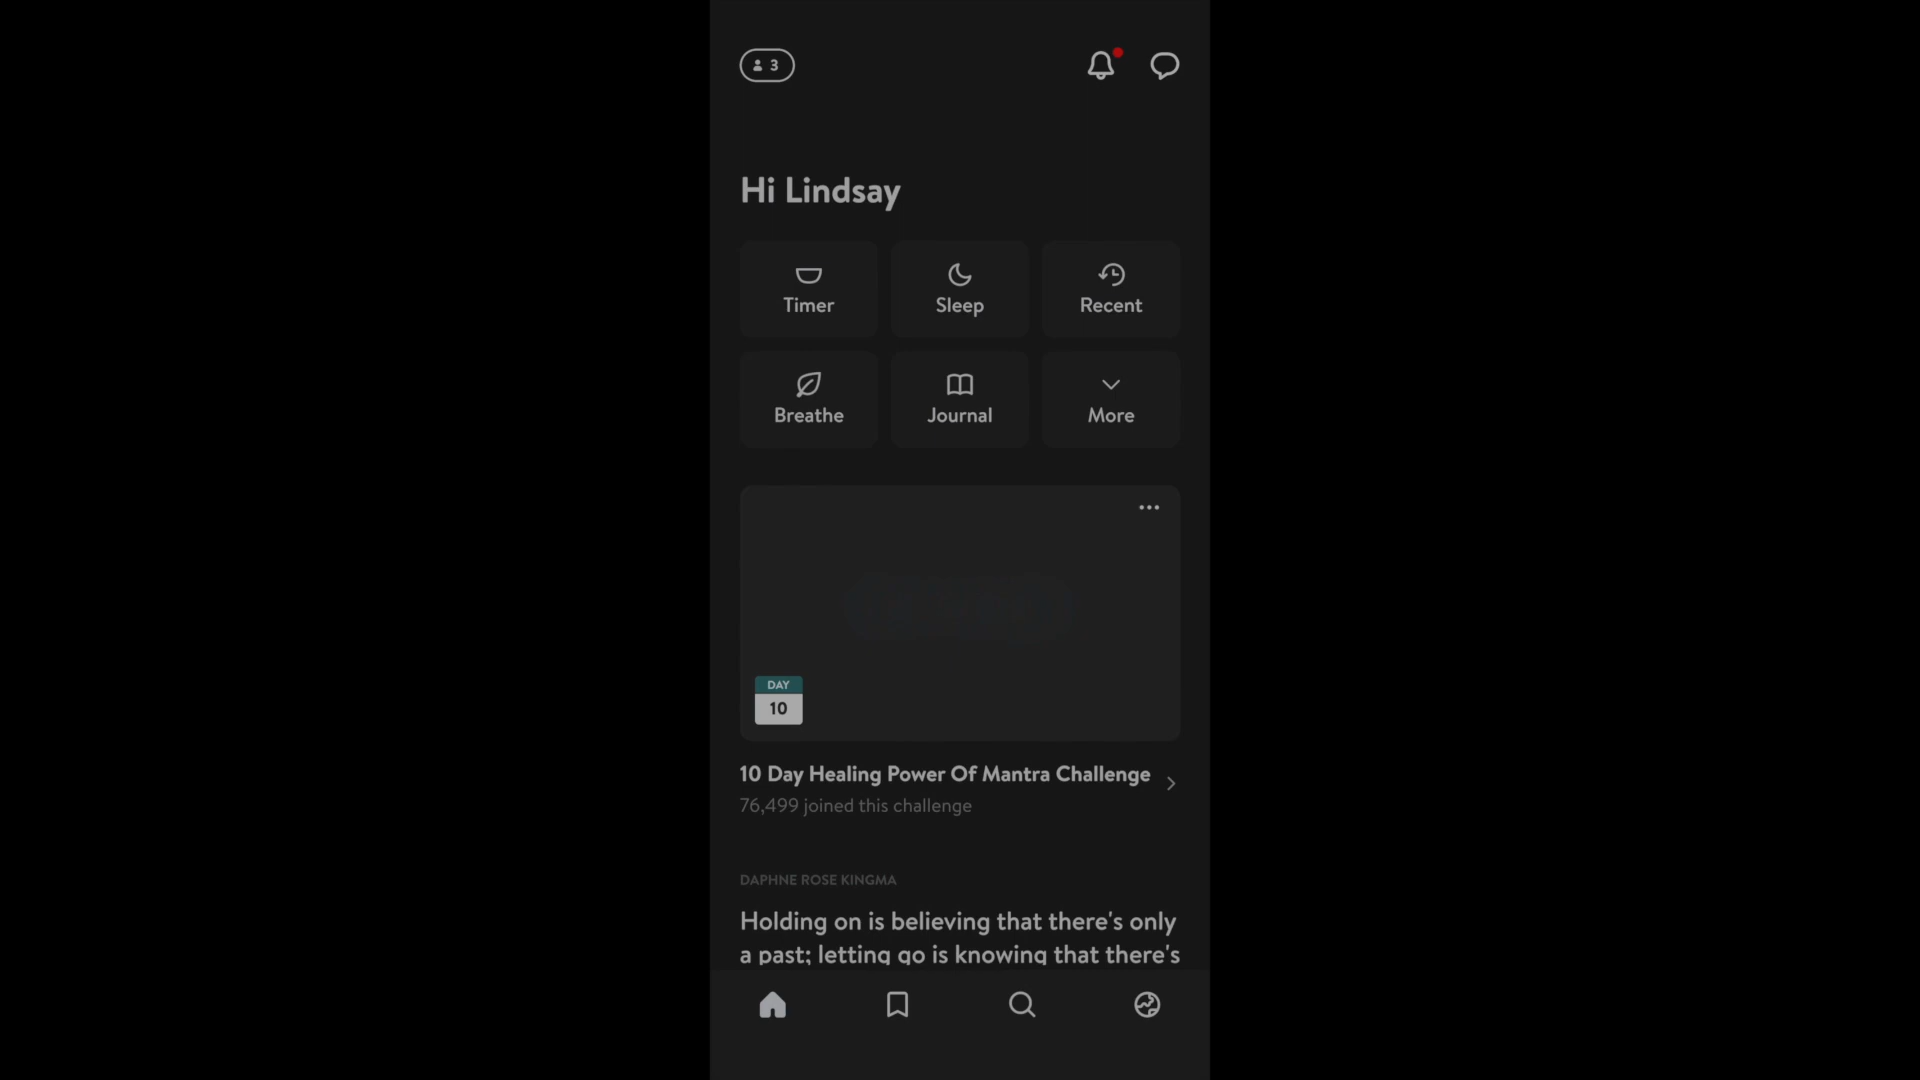 3
Hi Lindsay
Timer
Sleep
Recent
Breathe
Journal
More
DAY
10
10 Day Healing Power Of Mantra Challenge
76,499 joined this challenge
DAPHNE ROSE KINGMA
Holding on is believing that there's only
a past; letting go is knowing that there's